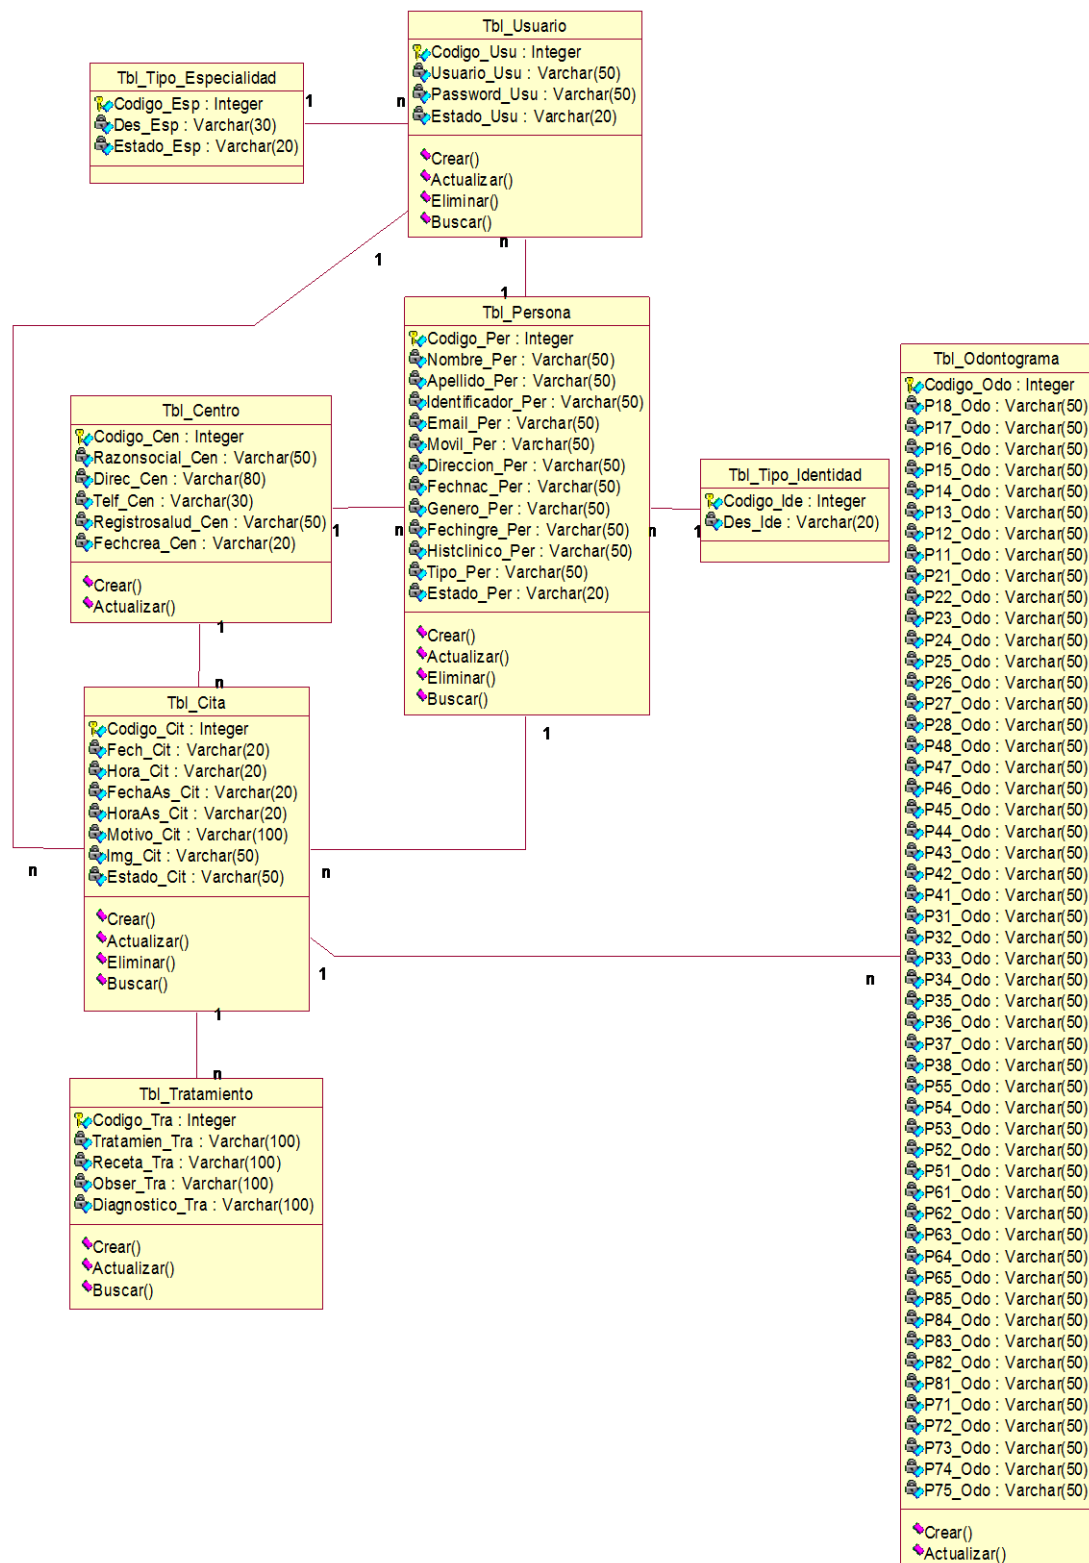 Tbl_Usuario
Codigo_Usu : Integer
Usuario_Usu : Varchar(50)
Password_Usu : Varchar(50)
Estado_Usu : Varchar(20)
Crear()
Actualizar()
Eliminar()
Buscar()
Tbl_Tipo_Especialidad
Codigo_Esp : Integer
Des_Esp : Varchar(30)
Estado_Esp : Varchar(20)
1
n
1
n
1
Tbl_Persona
Codigo_Per : Integer
Nombre_Per : Varchar(50)
Apellido_Per : Varchar(50)
Identificador_Per : Varchar(50)
Email_Per : Varchar(50)
Movil_Per : Varchar(50)
Direccion_Per : Varchar(50)
Fechnac_Per : Varchar(50)
Genero_Per : Varchar(50)
Fechingre_Per : Varchar(50)
Histclinico_Per : Varchar(50)
Tipo_Per : Varchar(50)
Estado_Per : Varchar(20)
Crear()
Actualizar()
Eliminar()
Buscar()
Tbl_Centro
Codigo_Cen : Integer
Razonsocial_Cen : Varchar(50)
Direc_Cen : Varchar(80)
Telf_Cen : Varchar(30)
Registrosalud_Cen : Varchar(50)
Fechcrea_Cen : Varchar(20)
Crear()
Actualizar()
1
n
n
1
Tbl_Tipo_Identidad
Codigo_Ide : Integer
Des_Ide : Varchar(20)
1
n
Tbl_Cita
Codigo_Cit : Integer
Fech_Cit : Varchar(20)
Hora_Cit : Varchar(20)
FechaAs_Cit : Varchar(20)
HoraAs_Cit : Varchar(20)
Motivo_Cit : Varchar(100)
Img_Cit : Varchar(50)
Estado_Cit : Varchar(50)
Crear()
Actualizar()
Eliminar()
Buscar()
1
n
n
1
n
1
n
Tbl_Tratamiento
Codigo_Tra : Integer
Tratamien_Tra : Varchar(100)
Receta_Tra : Varchar(100)
Obser_Tra : Varchar(100)
Diagnostico_Tra : Varchar(100)
Crear()
Actualizar()
Buscar()
Tbl_Odontograma
Codigo_Odo : Integer
P18_Odo : Varchar(50)
P17_Odo : Varchar(50)
P16_Odo : Varchar(50)
P15_Odo : Varchar(50)
P14_Odo : Varchar(50)
P13_Odo : Varchar(50)
P12_Odo : Varchar(50)
P11_Odo : Varchar(50)
P21_Odo : Varchar(50)
P22_Odo : Varchar(50)
P23_Odo : Varchar(50)
P24_Odo : Varchar(50)
P25_Odo : Varchar(50)
P26_Odo : Varchar(50)
P27_Odo : Varchar(50)
P28_Odo : Varchar(50)
P48_Odo : Varchar(50)
P47_Odo : Varchar(50)
P46_Odo : Varchar(50)
P45_Odo : Varchar(50)
P44_Odo : Varchar(50)
P43_Odo : Varchar(50)
P42_Odo : Varchar(50)
P41_Odo : Varchar(50)
P31_Odo : Varchar(50)
P32_Odo : Varchar(50)
P33_Odo : Varchar(50)
P34_Odo : Varchar(50)
P35_Odo : Varchar(50)
P36_Odo : Varchar(50)
P37_Odo : Varchar(50)
P38_Odo : Varchar(50)
P55_Odo : Varchar(50)
P54_Odo : Varchar(50)
P53_Odo : Varchar(50)
P52_Odo : Varchar(50)
P51_Odo : Varchar(50)
P61_Odo : Varchar(50)
P62_Odo : Varchar(50)
P63_Odo : Varchar(50)
P64_Odo : Varchar(50)
P65_Odo : Varchar(50)
P85_Odo : Varchar(50)
P84_Odo : Varchar(50)
P83_Odo : Varchar(50)
P82_Odo : Varchar(50)
P81_Odo : Varchar(50)
P71_Odo : Varchar(50)
P72_Odo : Varchar(50)
P73_Odo : Varchar(50)
P74_Odo : Varchar(50)
P75_Odo : Varchar(50)
Crear()
Actualizar()